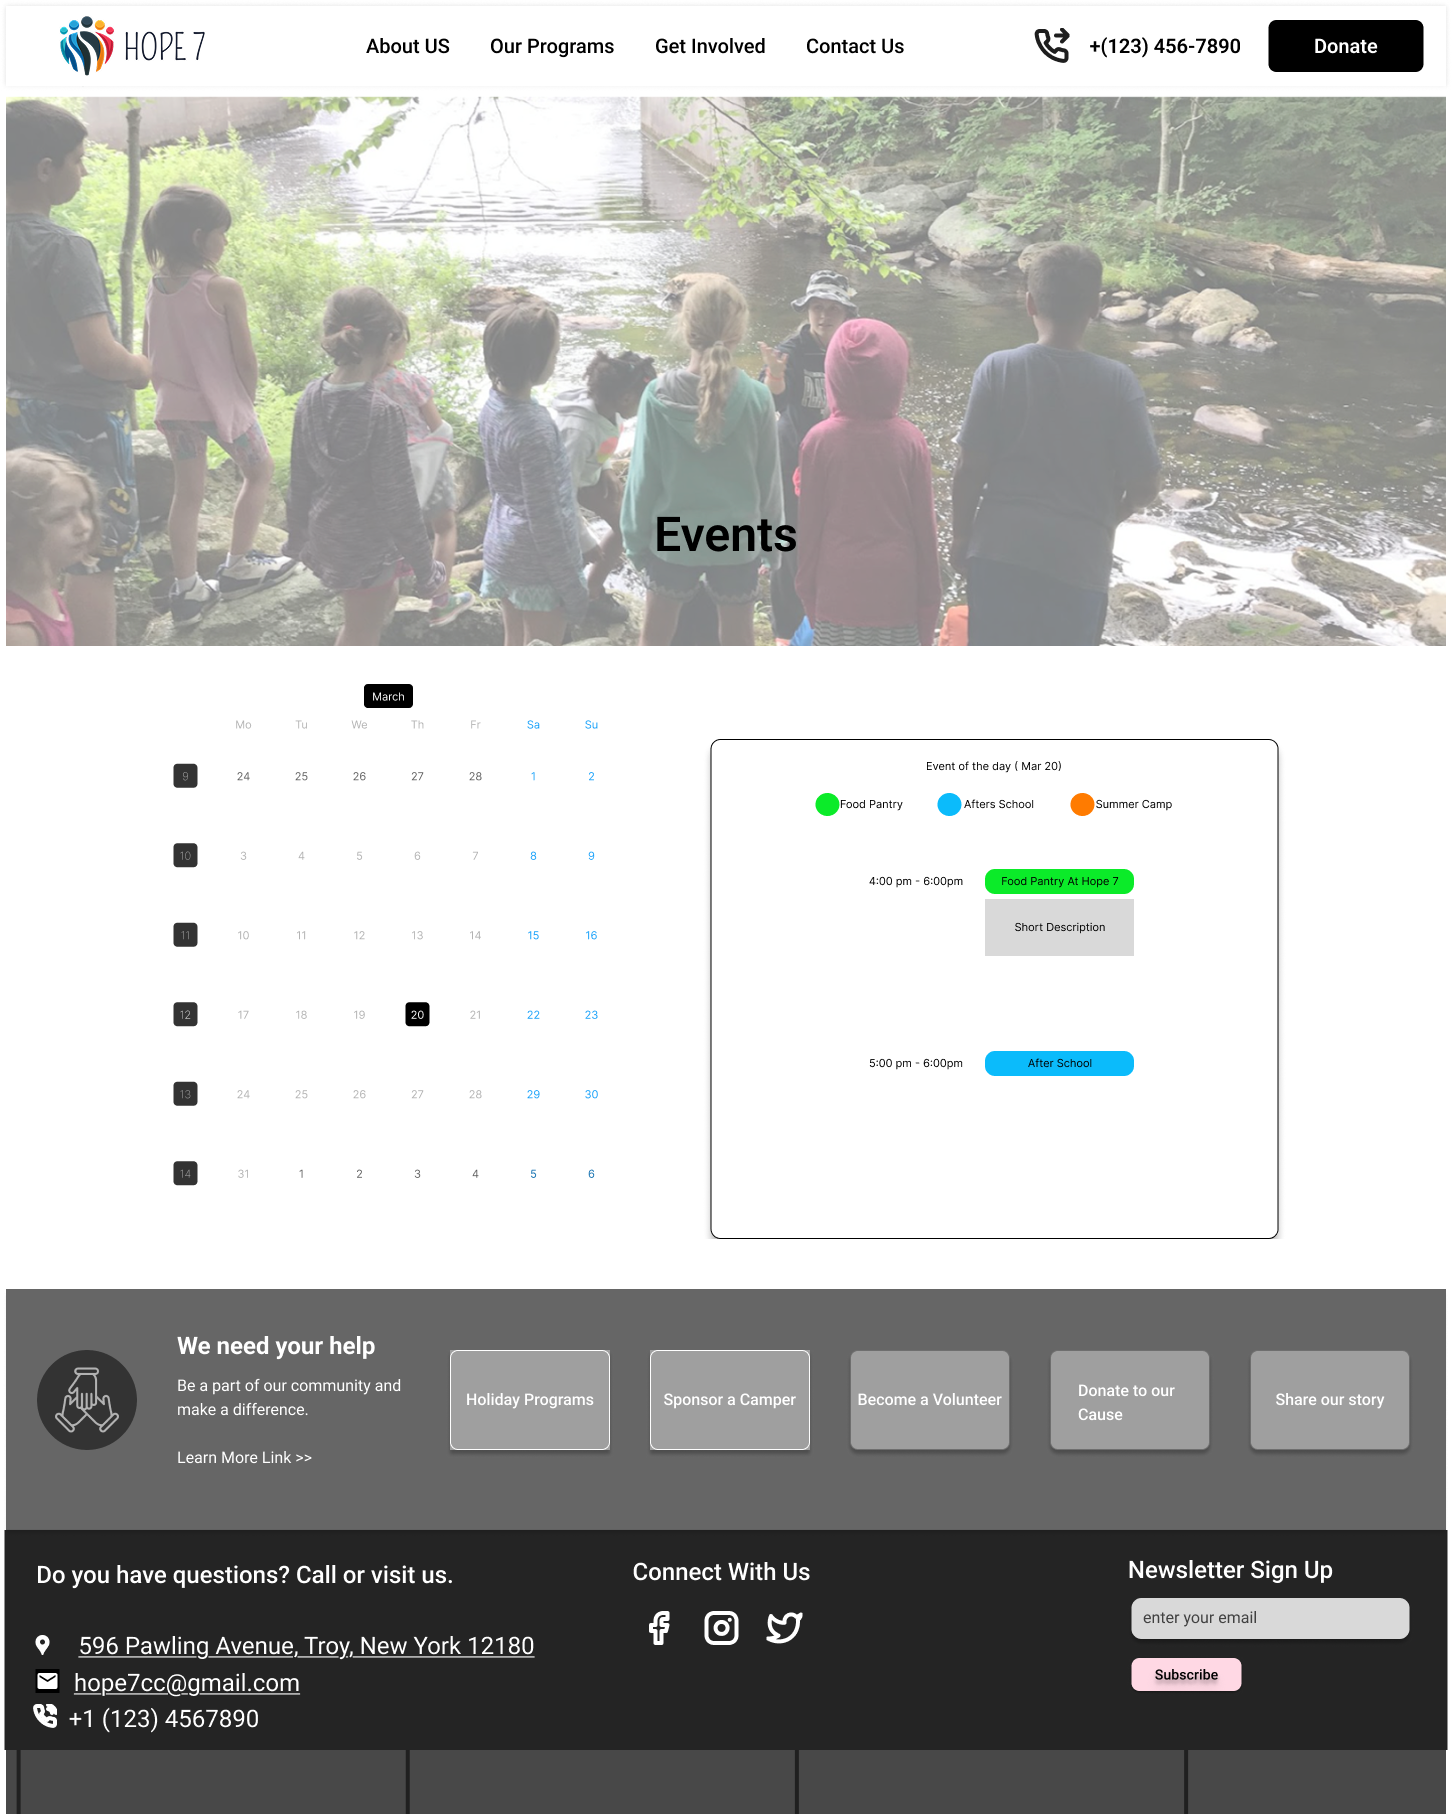 HOPE 7
About US
Our Programs
Get Involved
Contact Us
+(123) 456-7890
Donate
Events
March
Mo Tu We Th Fr Sa Su
9 24 25 26 27 28 1 2
10 3 4 5 6 7 8 9
11 10 11 12 13 14 15 16
12 17 18 19 20 21 22 23
13 24 25 26 27 28 29 30
14 31 1 2 3 4 5 6
Event of the day ( Mar 20)
Food Pantry
Afters School
Summer Camp
4:00 pm - 6:00pm
Food Pantry At Hope 7
Short Description
5:00 pm - 6:00pm
After School
We need your help
Be a part of our community and
make a difference.
Learn More Link >>
Holiday Programs
Sponsor a Camper
Become a Volunteer
Donate to our
Cause
Share our story
Do you have questions? Call or visit us.
596 Pawling Avenue, Troy, New York 12180
hope7cc@gmail.com
+1 (123) 4567890
Connect With Us
Newsletter Sign Up
enter your email
Subscribe